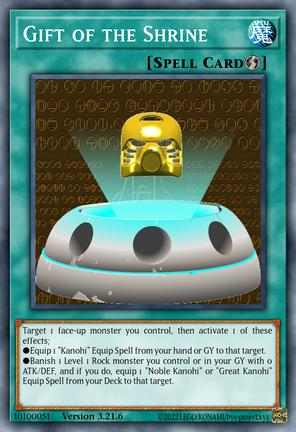 Gift of the Shrine
魔
[Spell Card]
Target 1 face-up monster you control, then activate 1 of these
effects;
●Equip 1 "Kanohi" Equip Spell from your hand or GY to that target.
●Banish 1 Level 1 Rock monster you control or in your GY with 0
ATK/DEF, and if you do, equip 1 "Noble Kanohi" or "Great Kanohi"
Equip Spell from your Deck to that target.
10100051 Version 3.21.6 ©2022 LEGO/KONAMI/bye-project.xyz